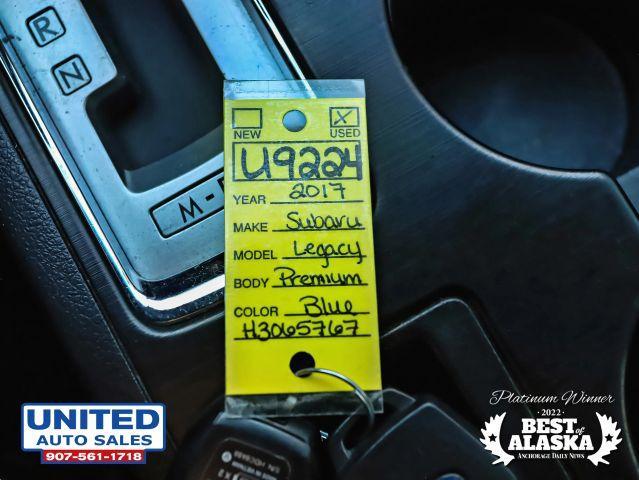 R
N
M -
NEW
X
USED
U9224
YEAR 2017
MAKE Subaru
MODEL Legacy
BODY Premium
COLOR Blue
H3065767
UNITED
AUTO SALES
907-561-1718
Platinum Winner
- 2022 -
BEST of
ALASKA
ANCHORAGE DAILY NEWS